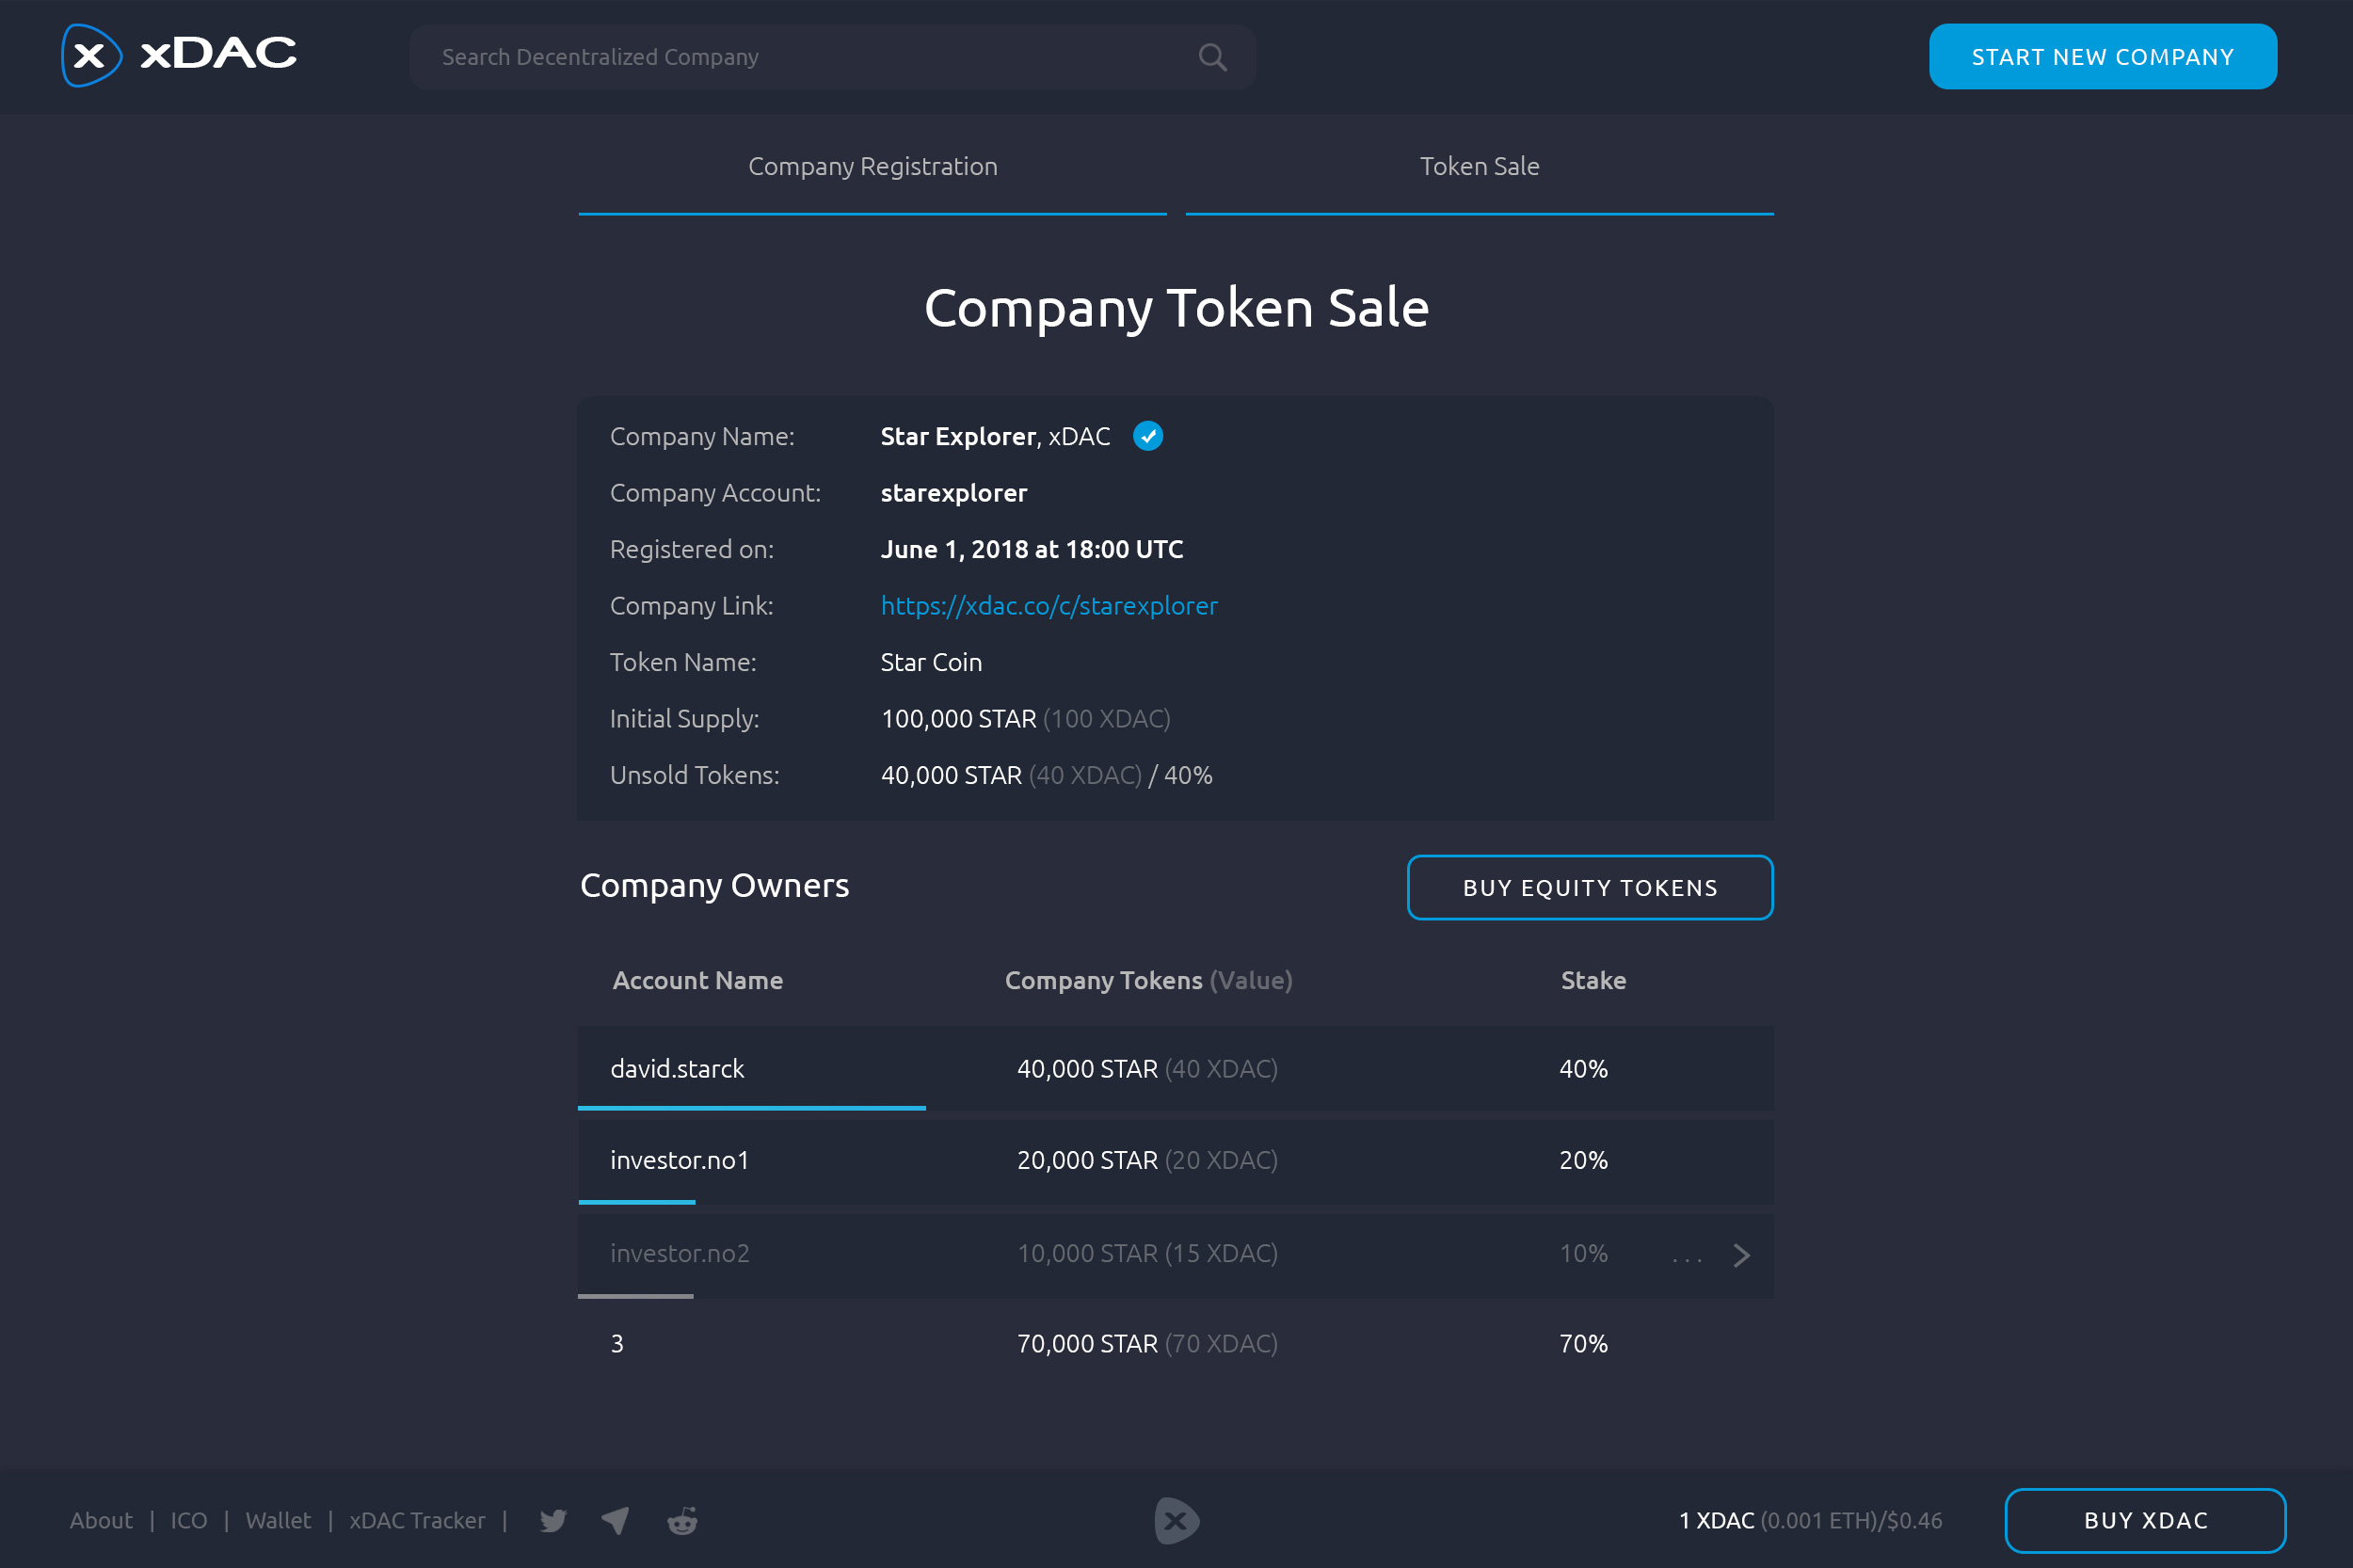 x xDAC
Search Decentralized Company
START NEW COMPANY
Company Registration
Token Sale
Company Token Sale
Company Name: Star Explorer, xDAC
Company Account: starexplorer
Registered on: June 1, 2018 at 18:00 UTC
Company Link: https://xdac.co/c/starexplorer
Token Name: Star Coin
Initial Supply: 100,000 STAR (100 XDAC)
Unsold Tokens: 40,000 STAR (40 XDAC) / 40%
Company Owners
BUY EQUITY TOKENS
Account Name Company Tokens (Value) Stake
david.starck 40,000 STAR (40 XDAC) 40%
investor.no1 20,000 STAR (20 XDAC) 20%
investor.no2 10,000 STAR (15 XDAC) 10% . . .
3 70,000 STAR (70 XDAC) 70%
About | ICO | Wallet | xDAC Tracker |
x
1 XDAC (0.001 ETH)/$0.46
BUY XDAC